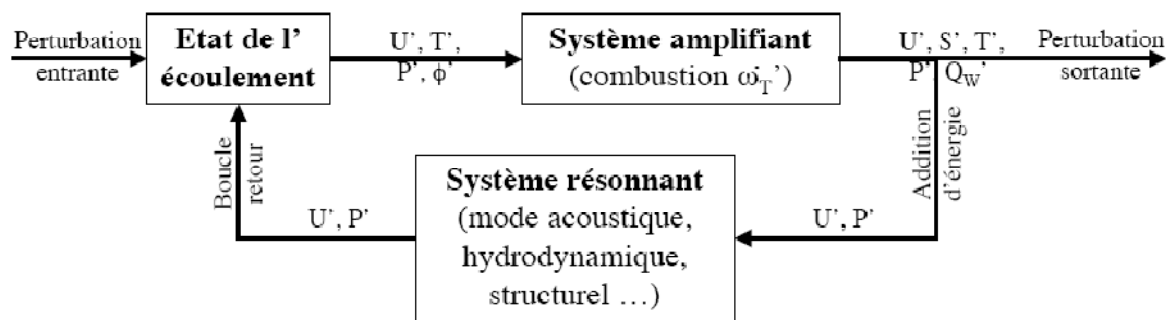 Perturbation
entrante
Etat de l'
écoulement
U', T',
P', ϕ'
Système amplifiant
(combustion ω̇_T')
U', S', T',
P' Q_W'
Perturbation
sortante
Boucle
retour
Addition
d'énergie
Système résonnant
(mode acoustique,
hydrodynamique,
structurel …)
U', P'
U', P'